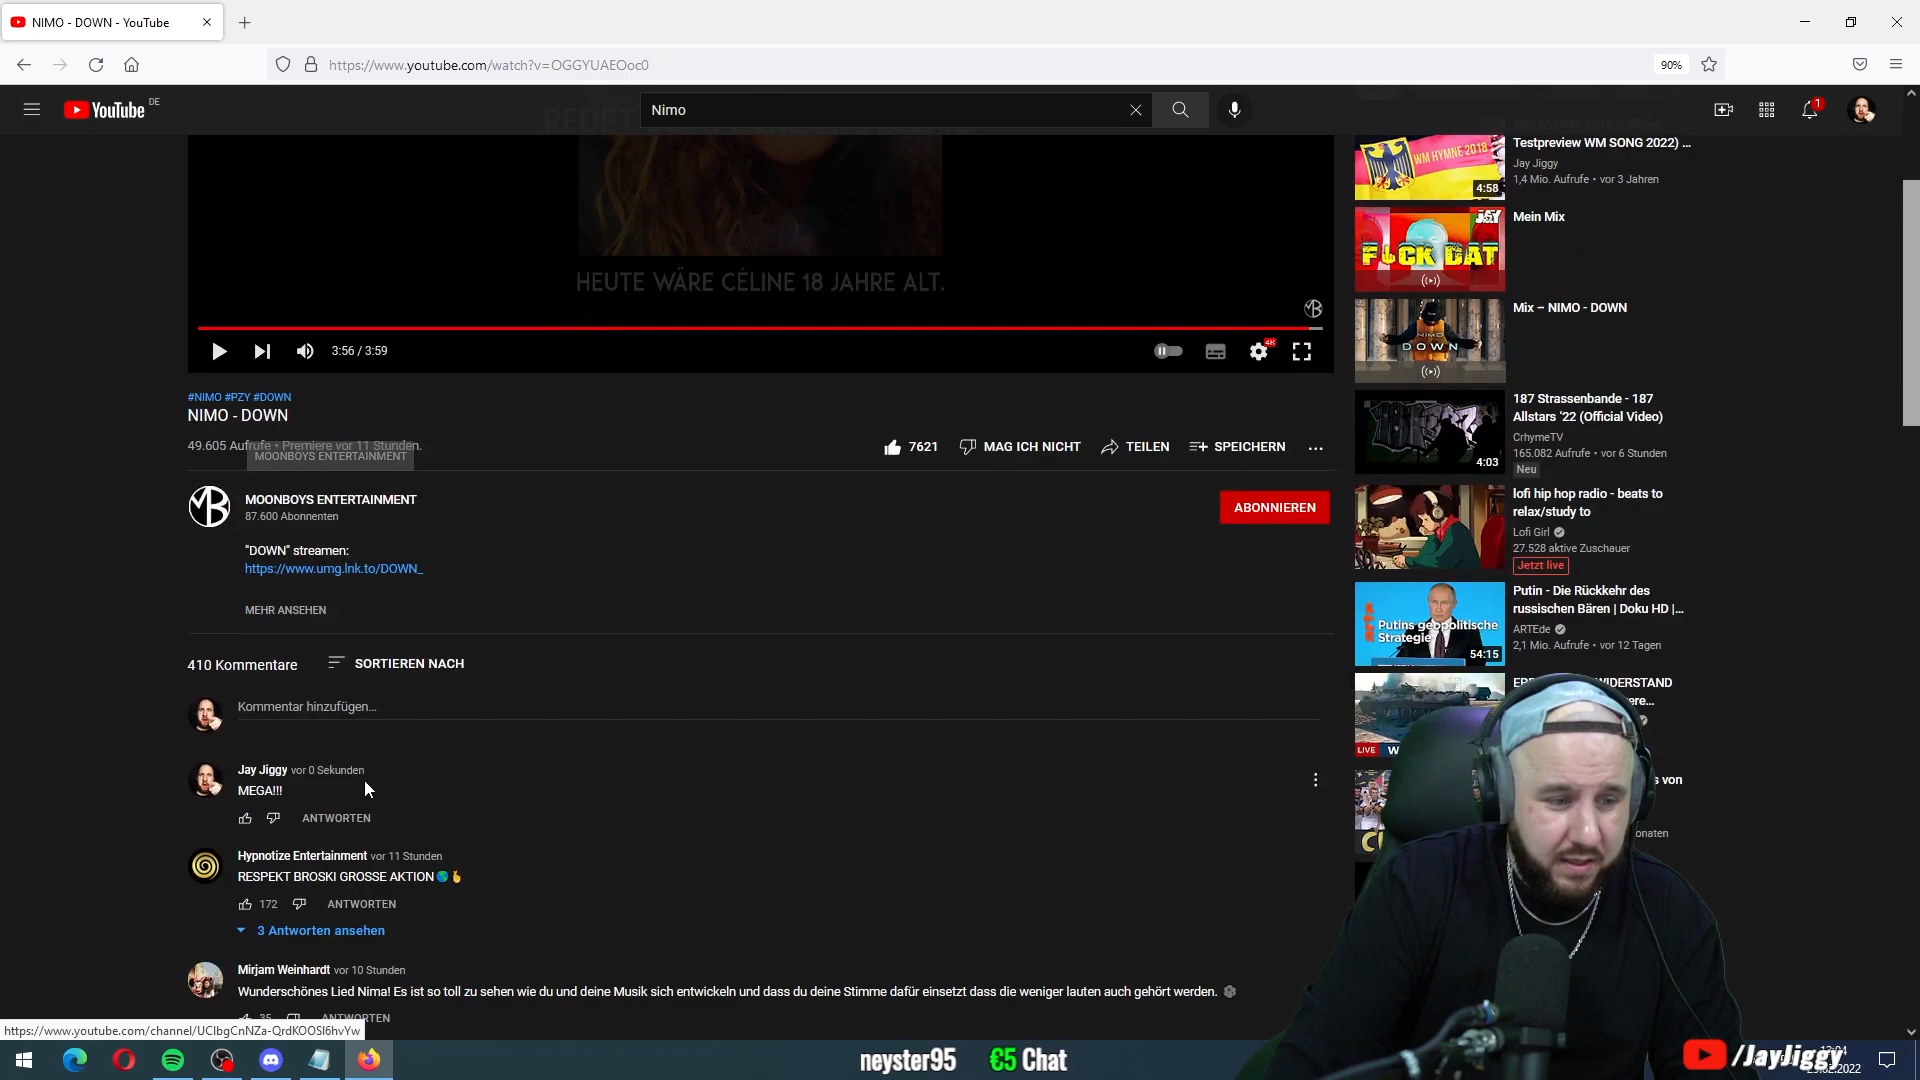 NIMO - DOWN - YouTube
https://www.youtube.com/watch?v=OGGYUAEOoc0
90%
YouTube
DE
Nimo
1
HEUTE WÄRE CÉLINE 18 JAHRE ALT.
3:56 / 3:59
4K
#NIMO #PZY #DOWN
NIMO - DOWN
49.605 Aufrufe • Premiere vor 11 Stunden.
MOONBOYS ENTERTAINMENT
7621
MAG ICH NICHT
TEILEN
SPEICHERN
MB
MOONBOYS ENTERTAINMENT
87.600 Abonnenten
ABONNIEREN
"DOWN" streamen:
https://www.umg.lnk.to/DOWN_
MEHR ANSEHEN
410 Kommentare
SORTIEREN NACH
Kommentar hinzufügen...
Jay Jiggy vor 0 Sekunden
MEGA!!!
ANTWORTEN
Hypnotize Entertainment vor 11 Stunden
RESPEKT BROSKI GROSSE AKTION
172
ANTWORTEN
3 Antworten ansehen
Mirjam Weinhardt vor 10 Stunden
Wunderschönes Lied Nima! Es ist so toll zu sehen wie du und deine Musik sich entwickeln und dass du deine Stimme dafür einsetzt dass die weniger lauten auch gehört werden.
35
ANTWORTEN
https://www.youtube.com/channel/UCIbgCnNZa-QrdKOOSI6hvYw
WM HYMNE 2018
4:58
Testpreview WM SONG 2022) ...
Jay Jiggy
1,4 Mio. Aufrufe • vor 3 Jahren
JAY
F*CK DAT
Mein Mix
NIMO
DOWN
Mix – NIMO - DOWN
187
4:03
187 Strassenbande - 187
Allstars '22 (Official Video)
CrhymeTV
165.082 Aufrufe • vor 6 Stunden
Neu
lofi hip hop radio - beats to
relax/study to
Lofi Girl
27.528 aktive Zuschauer
Jetzt live
arte
Putins geopolitische
Strategie
54:15
Putin - Die Rückkehr des
russischen Bären | Doku HD |...
ARTEde
2,1 Mio. Aufrufe • vor 12 Tagen
LIVE
neyster95
€5 Chat
/JayJiggy